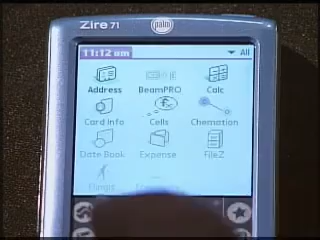 Zire 71 palm
11:12 am All
Address BeamPRO Calc
Card Info Cells Chemation
Date Book Expense FileZ